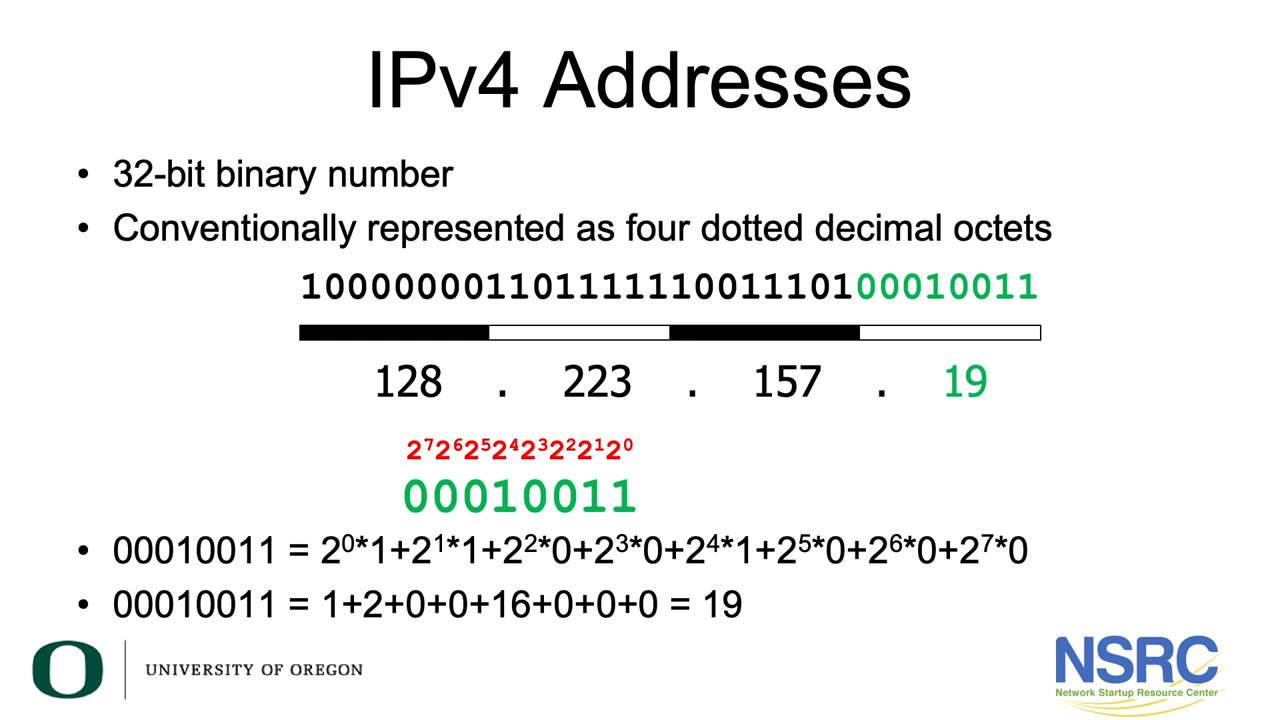 IPv4 Addresses
• 32-bit binary number
• Conventionally represented as four dotted decimal octets
10000000110111111001110100010011
128 . 223 . 157 . 19
2⁷2⁶2⁵2⁴2³2²2¹2⁰
00010011
• 00010011 = 2⁰*1+2¹*1+2²*0+2³*0+2⁴*1+2⁵*0+2⁶*0+2⁷*0
• 00010011 = 1+2+0+0+16+0+0+0 = 19
O
UNIVERSITY OF OREGON
NSRC
Network Startup Resource Center